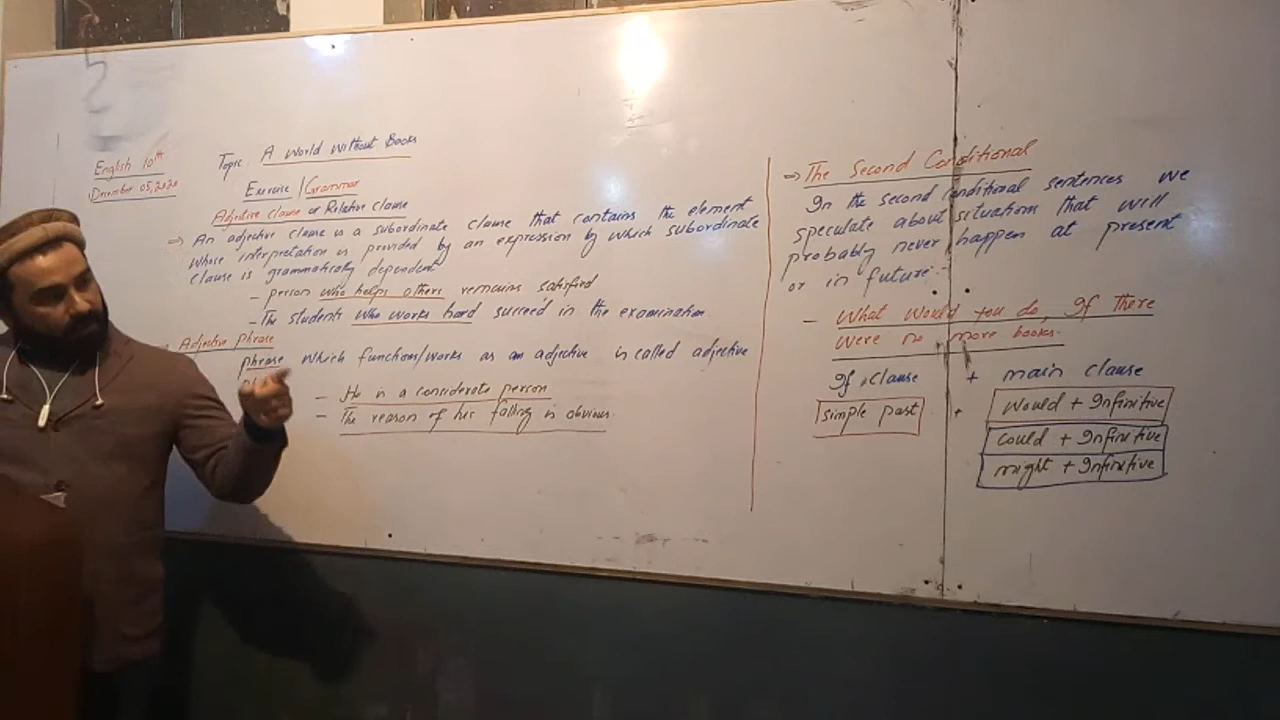 English 10th
December 05, 2020
Topic. A World Without Books
Exercise / Grammar
Adjective clause or Relative Clause
⇒ An adjective clause is a subordinate clause that contains the element
whose interpretation is provided by an expression by which subordinate
clause is grammatically dependent
- person who helps others remains satisfied
- The students who works hard succeed in the examination
Adjective phrase
phrase which functions/works as an adjective is called adjective
- He is a considerate person
- The reason of his falling is obvious.
⇒ The Second Conditional
In the second conditional sentences we
speculate about situations that will
probably never happen at present
or in future :-
- What would you do, If There
Were no more books.
If clause + main clause
simple past + would + Infinitive
could + Infinitive
might + Infinitive